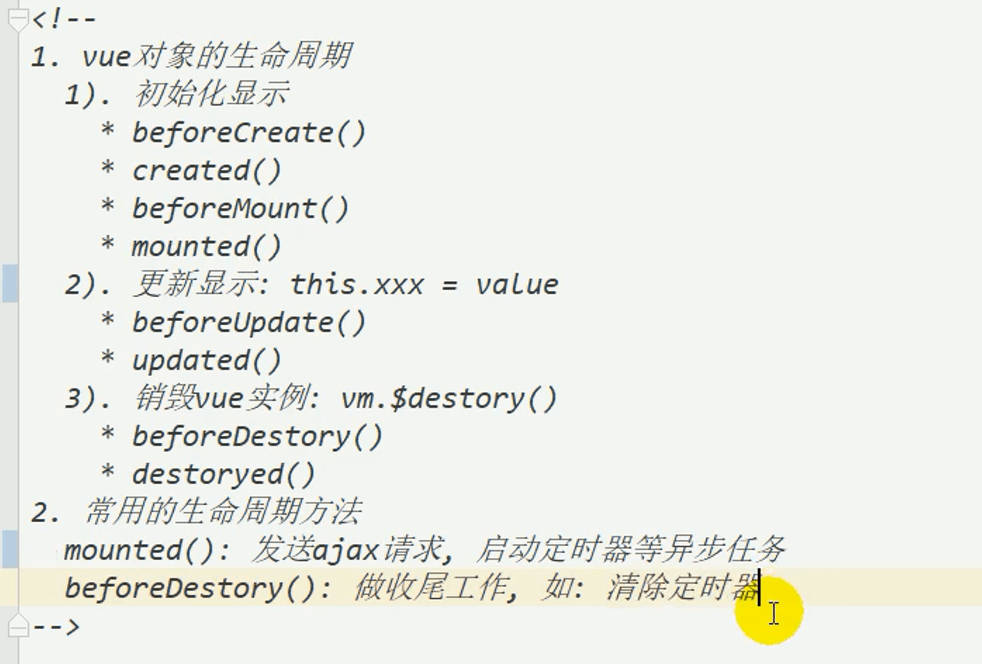 <!--
1. vue对象的生命周期
1). 初始化显示
* beforeCreate()
* created()
* beforeMount()
* mounted()
2). 更新显示: this.xxx = value
* beforeUpdate()
* updated()
3). 销毁vue实例: vm.$destory()
* beforeDestory()
* destoryed()
2. 常用的生命周期方法
mounted(): 发送ajax请求, 启动定时器等异步任务
beforeDestory(): 做收尾工作, 如: 清除定时器
-->